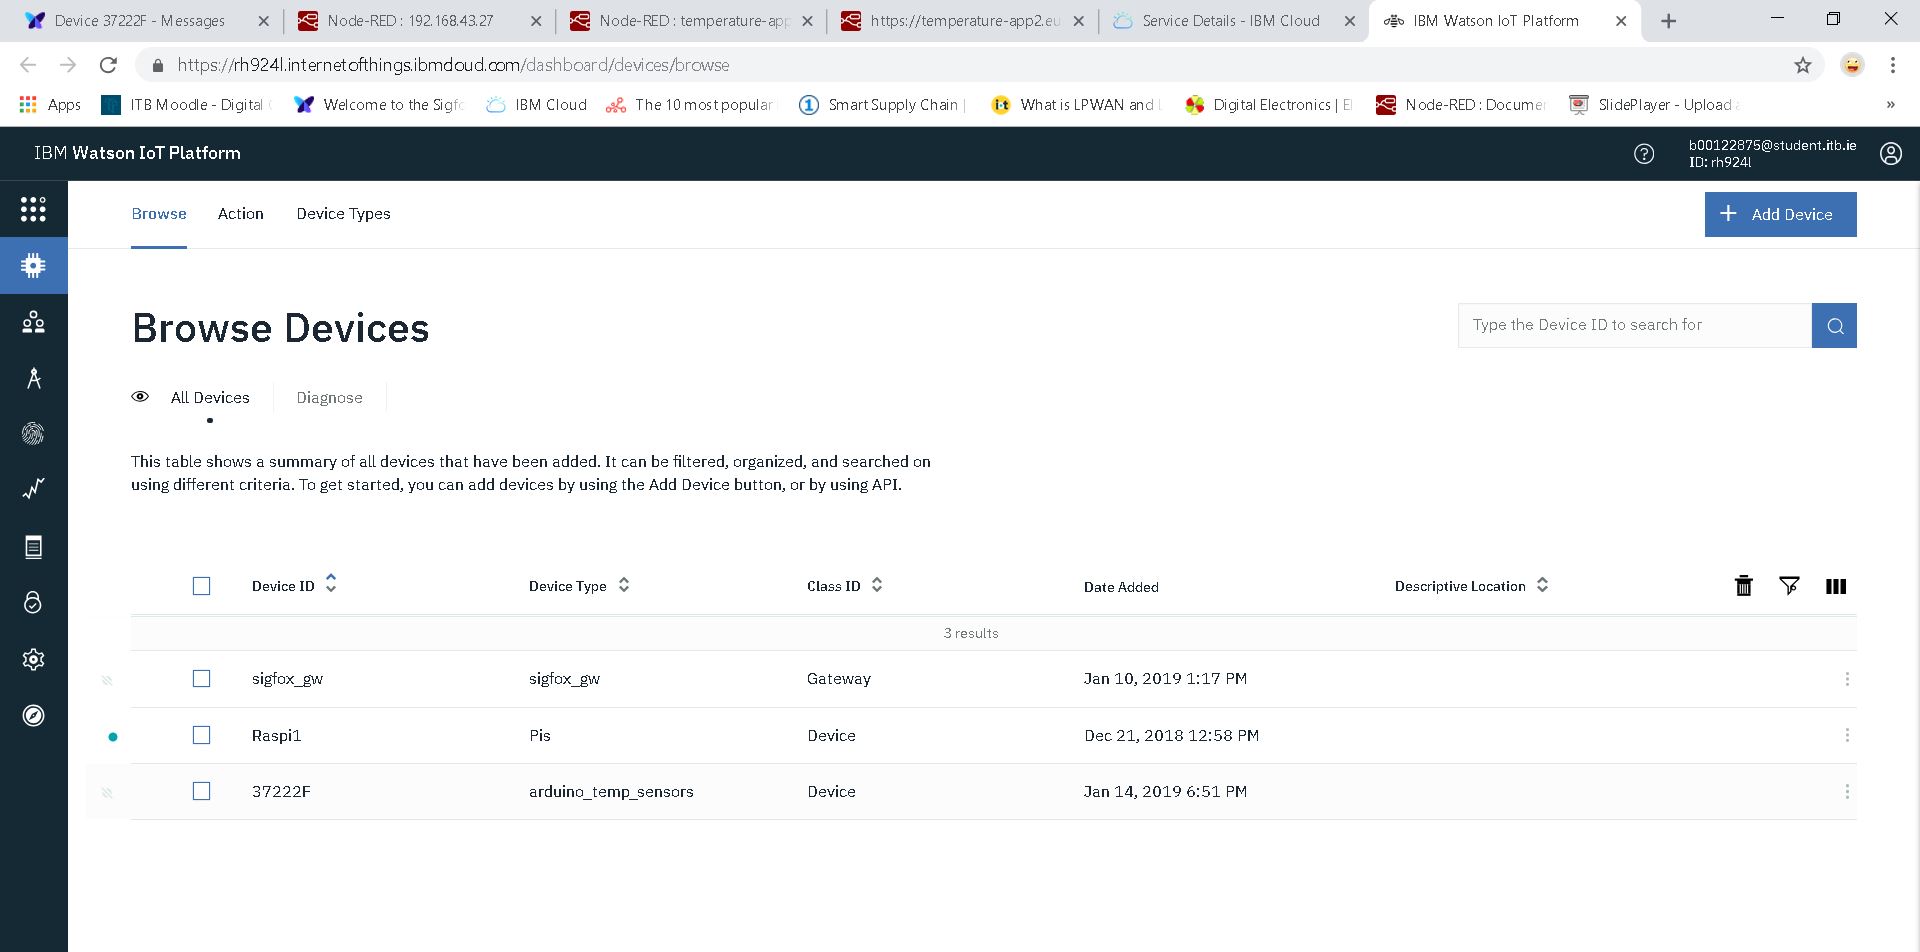 Device 37222F - Messages
Node-RED : 192.168.43.27
Node-RED : temperature-app
https://temperature-app2.eu
Service Details - IBM Cloud
IBM Watson IoT Platform
https://rh924l.internetofthings.ibmcloud.com/dashboard/devices/browse
Apps
ITB Moodle - Digital
Welcome to the Sigfo
IBM Cloud
The 10 most popular
Smart Supply Chain |
What is LPWAN and
Digital Electronics | El
Node-RED : Documen
SlidePlayer - Upload a
»
IBM Watson IoT Platform
b00122875@student.itb.ie
ID: rh924l
Browse
Action
Device Types
+ Add Device
Browse Devices
Type the Device ID to search for
All Devices
Diagnose
This table shows a summary of all devices that have been added. It can be filtered, organized, and searched on
using different criteria. To get started, you can add devices by using the Add Device button, or by using API.
Device ID Device Type Class ID Date Added Descriptive Location
3 results
sigfox_gw sigfox_gw Gateway Jan 10, 2019 1:17 PM
Raspi1 Pis Device Dec 21, 2018 12:58 PM
37222F arduino_temp_sensors Device Jan 14, 2019 6:51 PM